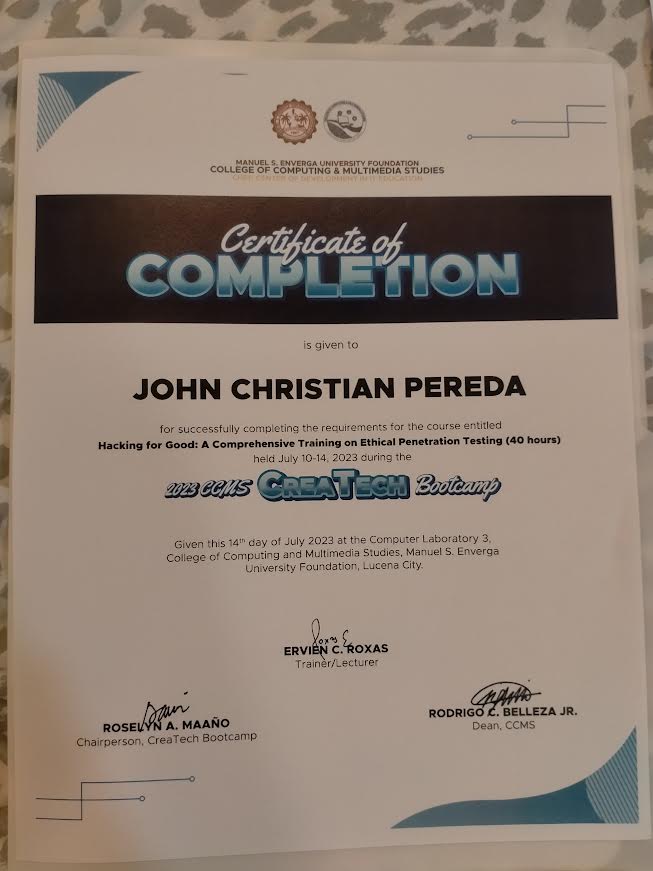 MANUEL S. ENVERGA UNIVERSITY FOUNDATION
COLLEGE OF COMPUTING & MULTIMEDIA STUDIES
CHED CENTER OF DEVELOPMENT IN IT EDUCATION
Certificate of
COMPLETION
is given to
JOHN CHRISTIAN PEREDA
for successfully completing the requirements for the course entitled
Hacking for Good: A Comprehensive Training on Ethical Penetration Testing (40 hours)
held July 10-14, 2023 during the
2023 CCMS CREATECH Bootcamp
Given this 14th day of July 2023 at the Computer Laboratory 3,
College of Computing and Multimedia Studies, Manuel S. Enverga
University Foundation, Lucena City.
ERVIEN C. ROXAS
Trainer/Lecturer
ROSELYN A. MAAÑO
Chairperson, CreaTech Bootcamp
RODRIGO C. BELLEZA JR.
Dean, CCMS